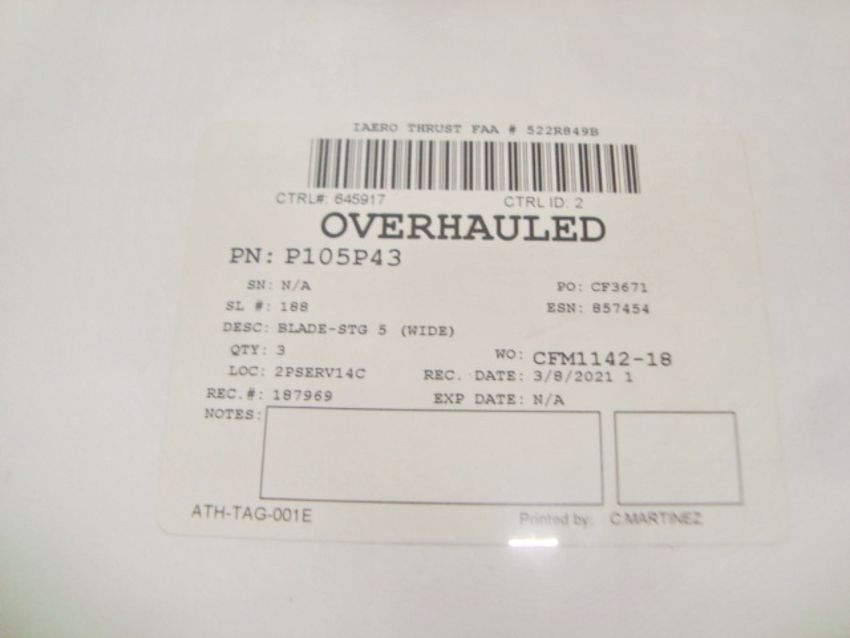 IAERO THRUST FAA # 522R849B
CTRL#: 645917 CTRL ID: 2
OVERHAULED
PN: P105P43
SN: N/A PO: CF3671
SL #: 188 ESN: 857454
DESC: BLADE-STG 5 (WIDE)
QTY: 3 WO: CFM1142-18
LOC: 2PSERV14C REC. DATE: 3/8/2021 1
REC.#: 187969 EXP DATE: N/A
NOTES:
ATH-TAG-001E Printed by: C.MARTINEZ